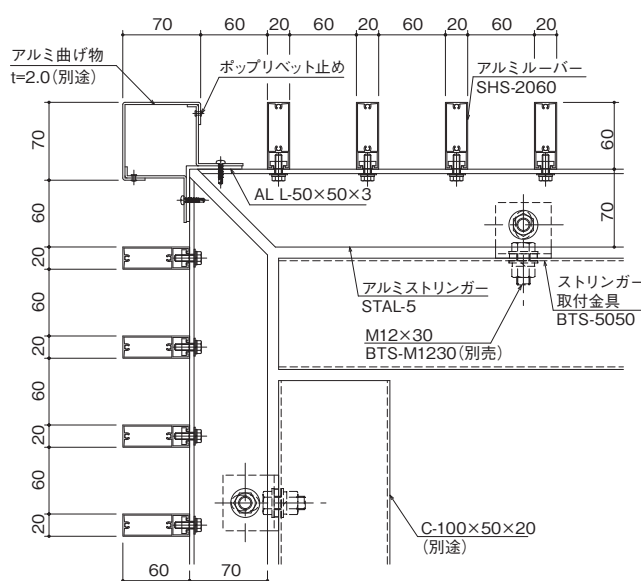 70 60 20 60 20 60 20 60 20
アルミ曲げ物
t=2.0(別途)
ポップリベット止め
アルミルーバー
SHS-2060
70
60
AL L-50×50×3
70
60
20
アルミストリンガー
STAL-5
ストリンガー
取付金具
BTS-5050
60
M12×30
BTS-M1230(別売)
20
60
20
60
C-100×50×20
(別途)
20
60 70